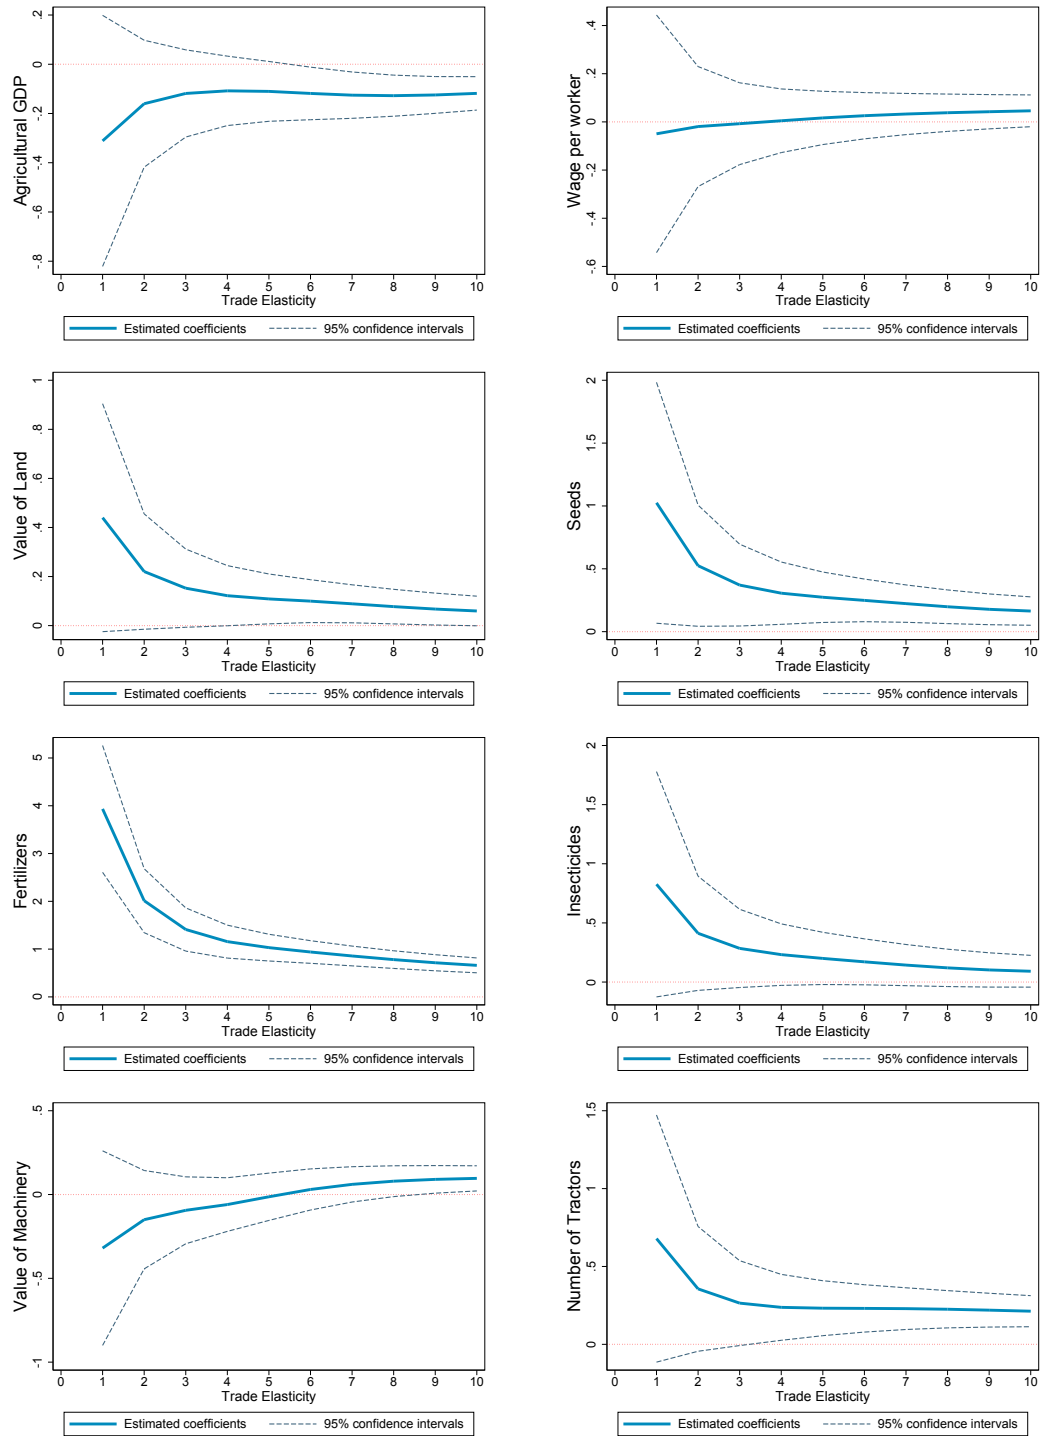 Agricultural GDP
.2
0
-.2
-.4
-.6
-.8
0 1 2 3 4 5 6 7 8 9 10
Trade Elasticity
Estimated coefficients 95% confidence intervals
Wage per worker
.4
.2
0
-.2
-.4
-.6
0 1 2 3 4 5 6 7 8 9 10
Trade Elasticity
Estimated coefficients 95% confidence intervals
Value of Land
1
.8
.6
.4
.2
0
0 1 2 3 4 5 6 7 8 9 10
Trade Elasticity
Estimated coefficients 95% confidence intervals
Seeds
2
1.5
1
.5
0
0 1 2 3 4 5 6 7 8 9 10
Trade Elasticity
Estimated coefficients 95% confidence intervals
Fertilizers
5
4
3
2
1
0
0 1 2 3 4 5 6 7 8 9 10
Trade Elasticity
Estimated coefficients 95% confidence intervals
Insecticides
2
1.5
1
.5
0
0 1 2 3 4 5 6 7 8 9 10
Trade Elasticity
Estimated coefficients 95% confidence intervals
Value of Machinery
.5
0
-.5
-1
0 1 2 3 4 5 6 7 8 9 10
Trade Elasticity
Estimated coefficients 95% confidence intervals
Number of Tractors
1.5
1
.5
0
0 1 2 3 4 5 6 7 8 9 10
Trade Elasticity
Estimated coefficients 95% confidence intervals